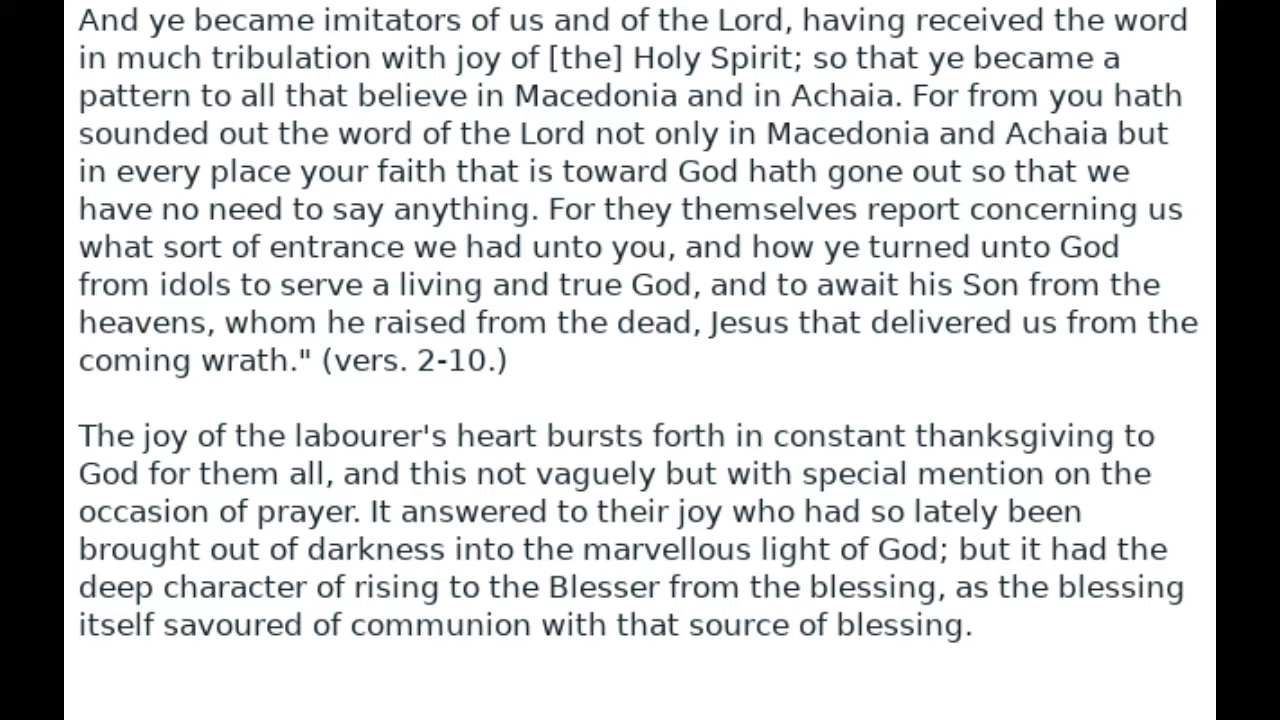 And ye became imitators of us and of the Lord, having received the word
in much tribulation with joy of [the] Holy Spirit; so that ye became a
pattern to all that believe in Macedonia and in Achaia. For from you hath
sounded out the word of the Lord not only in Macedonia and Achaia but
in every place your faith that is toward God hath gone out so that we
have no need to say anything. For they themselves report concerning us
what sort of entrance we had unto you, and how ye turned unto God
from idols to serve a living and true God, and to await his Son from the
heavens, whom he raised from the dead, Jesus that delivered us from the
coming wrath." (vers. 2-10.)
The joy of the labourer's heart bursts forth in constant thanksgiving to
God for them all, and this not vaguely but with special mention on the
occasion of prayer. It answered to their joy who had so lately been
brought out of darkness into the marvellous light of God; but it had the
deep character of rising to the Blesser from the blessing, as the blessing
itself savoured of communion with that source of blessing.